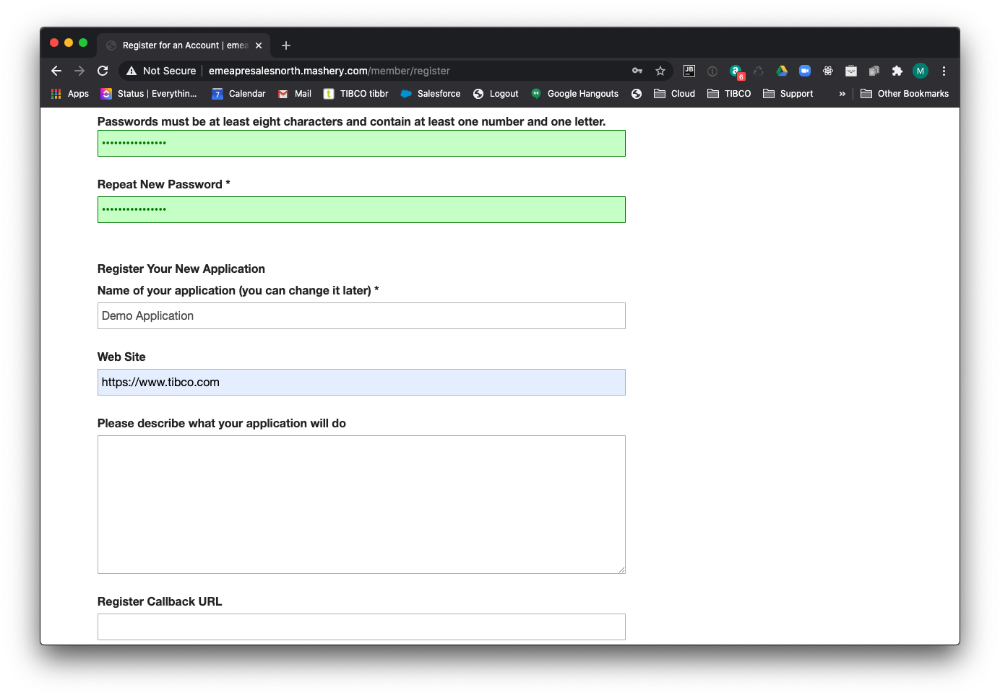 Register for an Account | emea
Not Secure
emeapresalesnorth.mashery.com/member/register
JB
a
6
M
Apps
Status | Everythin...
7
Calendar
Mail
t
TIBCO tibbr
Salesforce
Logout
Google Hangouts
Cloud
TIBCO
Support
»
Other Bookmarks
Passwords must be at least eight characters and contain at least one number and one letter.
••••••••••••••••
Repeat New Password *
••••••••••••••••
Register Your New Application
Name of your application (you can change it later) *
Demo Application
Web Site
https://www.tibco.com
Please describe what your application will do
Register Callback URL